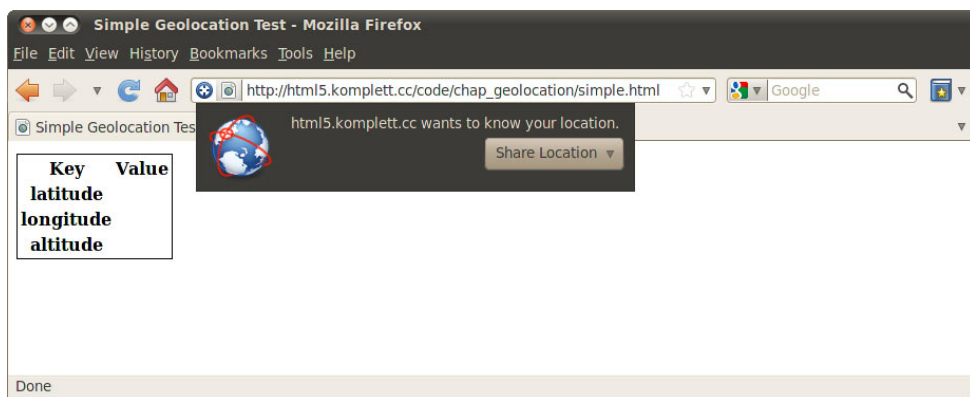 Simple Geolocation Test - Mozilla Firefox
File Edit View History Bookmarks Tools Help
http://html5.komplett.cc/code/chap_geolocation/simple.html Google
Simple Geolocation Tes
html5.komplett.cc wants to know your location.
Share Location
Key Value
latitude
longitude
altitude
Done